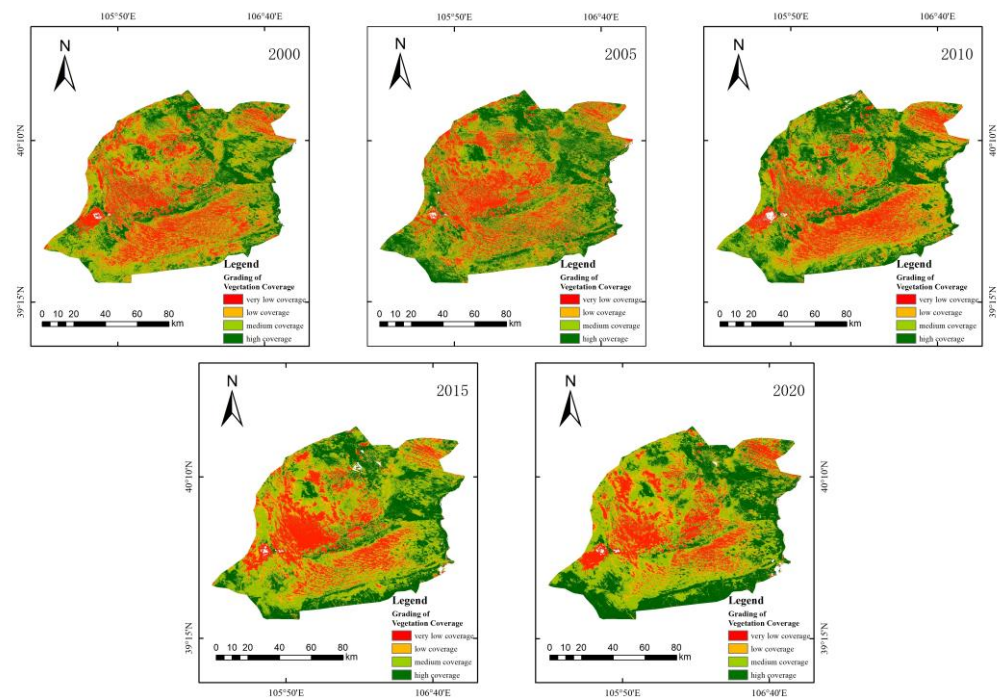 105°50'E 106°40'E 105°50'E 106°40'E 105°50'E 106°40'E
N 2000
N 2005
N 2010
40°10'N 40°10'N
39°15'N 39°15'N
Legend
Grading of
Vegetation Coverage
very low coverage
low coverage
medium coverage
high coverage
0 10 20 40 60 80
km
Legend
Grading of
Vegetation Coverage
very low coverage
low coverage
medium coverage
high coverage
0 10 20 40 60 80
km
Legend
Grading of
Vegetation Coverage
very low coverage
low coverage
medium coverage
high coverage
0 10 20 40 60 80
km
N 2015
N 2020
40°10'N 40°10'N
39°15'N 39°15'N
Legend
Grading of
Vegetation Coverage
very low coverage
low coverage
medium coverage
high coverage
0 10 20 40 60 80
km
Legend
Grading of
Vegetation Coverage
very low coverage
low coverage
medium coverage
high coverage
0 10 20 40 60 80
km
105°50'E 106°40'E 105°50'E 106°40'E